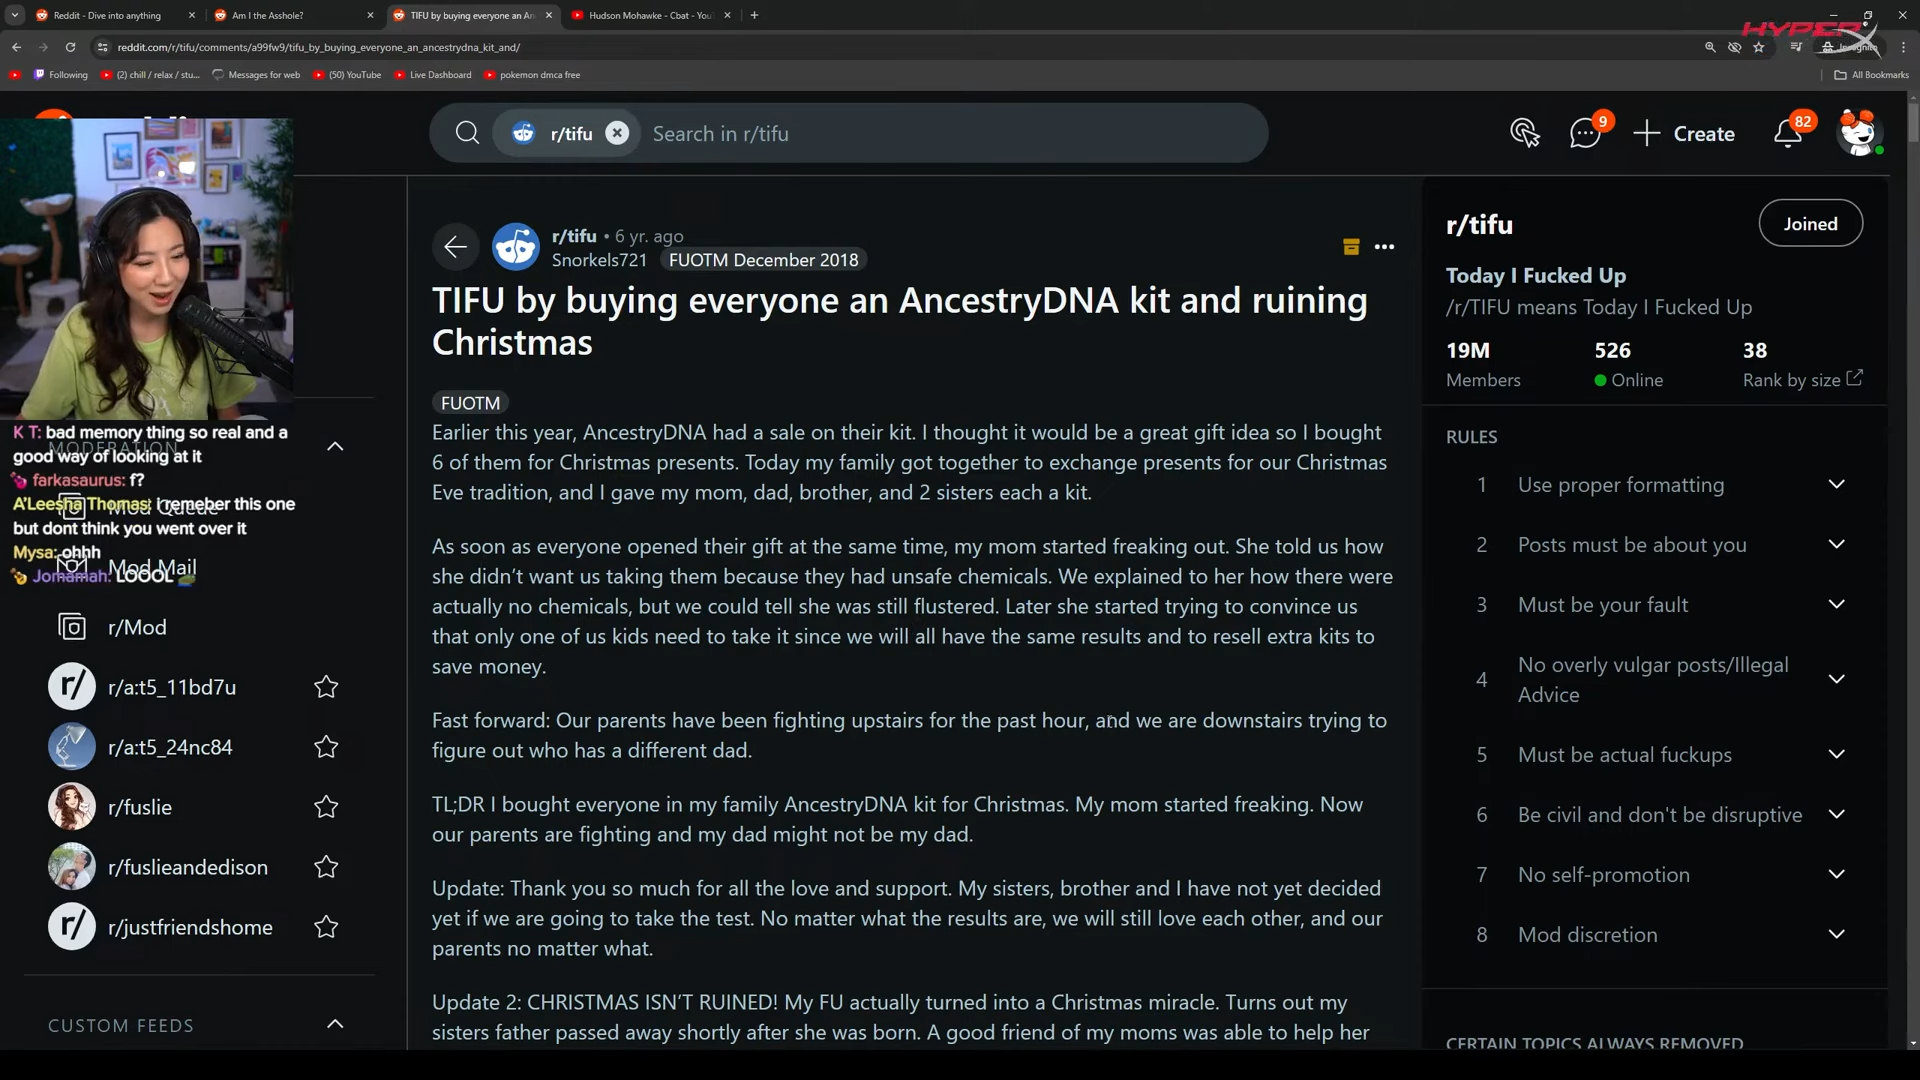 Reddit - Dive into anything
Am I the Asshole?
TIFU by buying everyone an An
Hudson Mohawke - Cbat - You
HYPERX
reddit.com/r/tifu/comments/a99fw9/tifu_by_buying_everyone_an_ancestrydna_kit_and/
Following
(2) chill / relax / stu...
Messages for web
(50) YouTube
Live Dashboard
pokemon dmca free
All Bookmarks
r/tifu
Search in r/tifu
9
Create
82
r/tifu • 6 yr. ago
Snorkels721 FUOTM December 2018
TIFU by buying everyone an AncestryDNA kit and ruining
Christmas
FUOTM
Earlier this year, AncestryDNA had a sale on their kit. I thought it would be a great gift idea so I bought
6 of them for Christmas presents. Today my family got together to exchange presents for our Christmas
Eve tradition, and I gave my mom, dad, brother, and 2 sisters each a kit.
As soon as everyone opened their gift at the same time, my mom started freaking out. She told us how
she didn’t want us taking them because they had unsafe chemicals. We explained to her how there were
actually no chemicals, but we could tell she was still flustered. Later she started trying to convince us
that only one of us kids need to take it since we will all have the same results and to resell extra kits to
save money.
Fast forward: Our parents have been fighting upstairs for the past hour, and we are downstairs trying to
figure out who has a different dad.
TL;DR I bought everyone in my family AncestryDNA kit for Christmas. My mom started freaking. Now
our parents are fighting and my dad might not be my dad.
Update: Thank you so much for all the love and support. My sisters, brother and I have not yet decided
yet if we are going to take the test. No matter what the results are, we will still love each other, and our
parents no matter what.
Update 2: CHRISTMAS ISN’T RUINED! My FU actually turned into a Christmas miracle. Turns out my
sisters father passed away shortly after she was born. A good friend of my moms was able to help her
r/tifu
Joined
Today I Fucked Up
/r/TIFU means Today I Fucked Up
19M
526
38
Members
Online
Rank by size
RULES
1 Use proper formatting
2 Posts must be about you
3 Must be your fault
4 No overly vulgar posts/Illegal
Advice
5 Must be actual fuckups
6 Be civil and don't be disruptive
7 No self-promotion
8 Mod discretion
CERTAIN TOPICS ALWAYS REMOVED
MODERATION
K T: bad memory thing so real and a
good way of looking at it
farkasaurus: f?
A'Leesha Thomas: i remeber this one
but dont think you went over it
Mod Queue
Mysa: ohhh
Mod Mail
Jomamah: LOOOL
r/Mod
r/
r/a:t5_11bd7u
r/a:t5_24nc84
r/fuslie
r/fuslieandedison
r/
r/justfriendshome
CUSTOM FEEDS